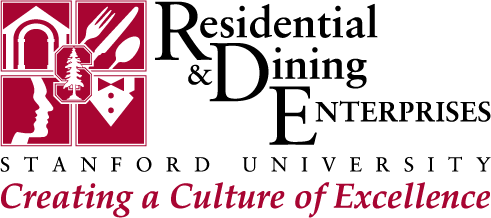 Residential
& Dining
ENTERPRISES
STANFORD UNIVERSITY
Creating a Culture of Excellence